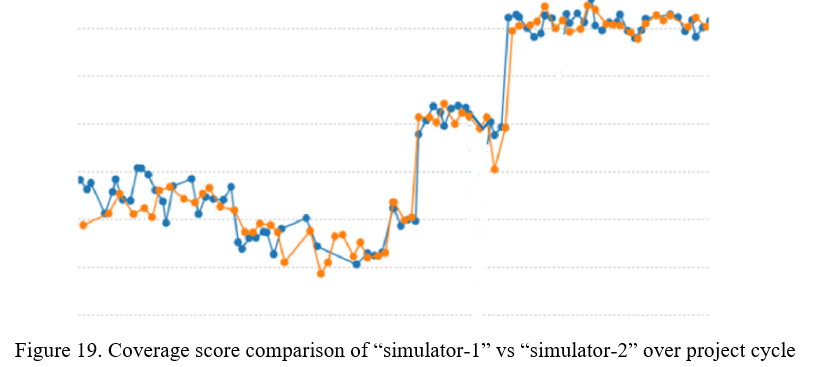 Figure 19. Coverage score comparison of “simulator-1” vs “simulator-2” over project cycle